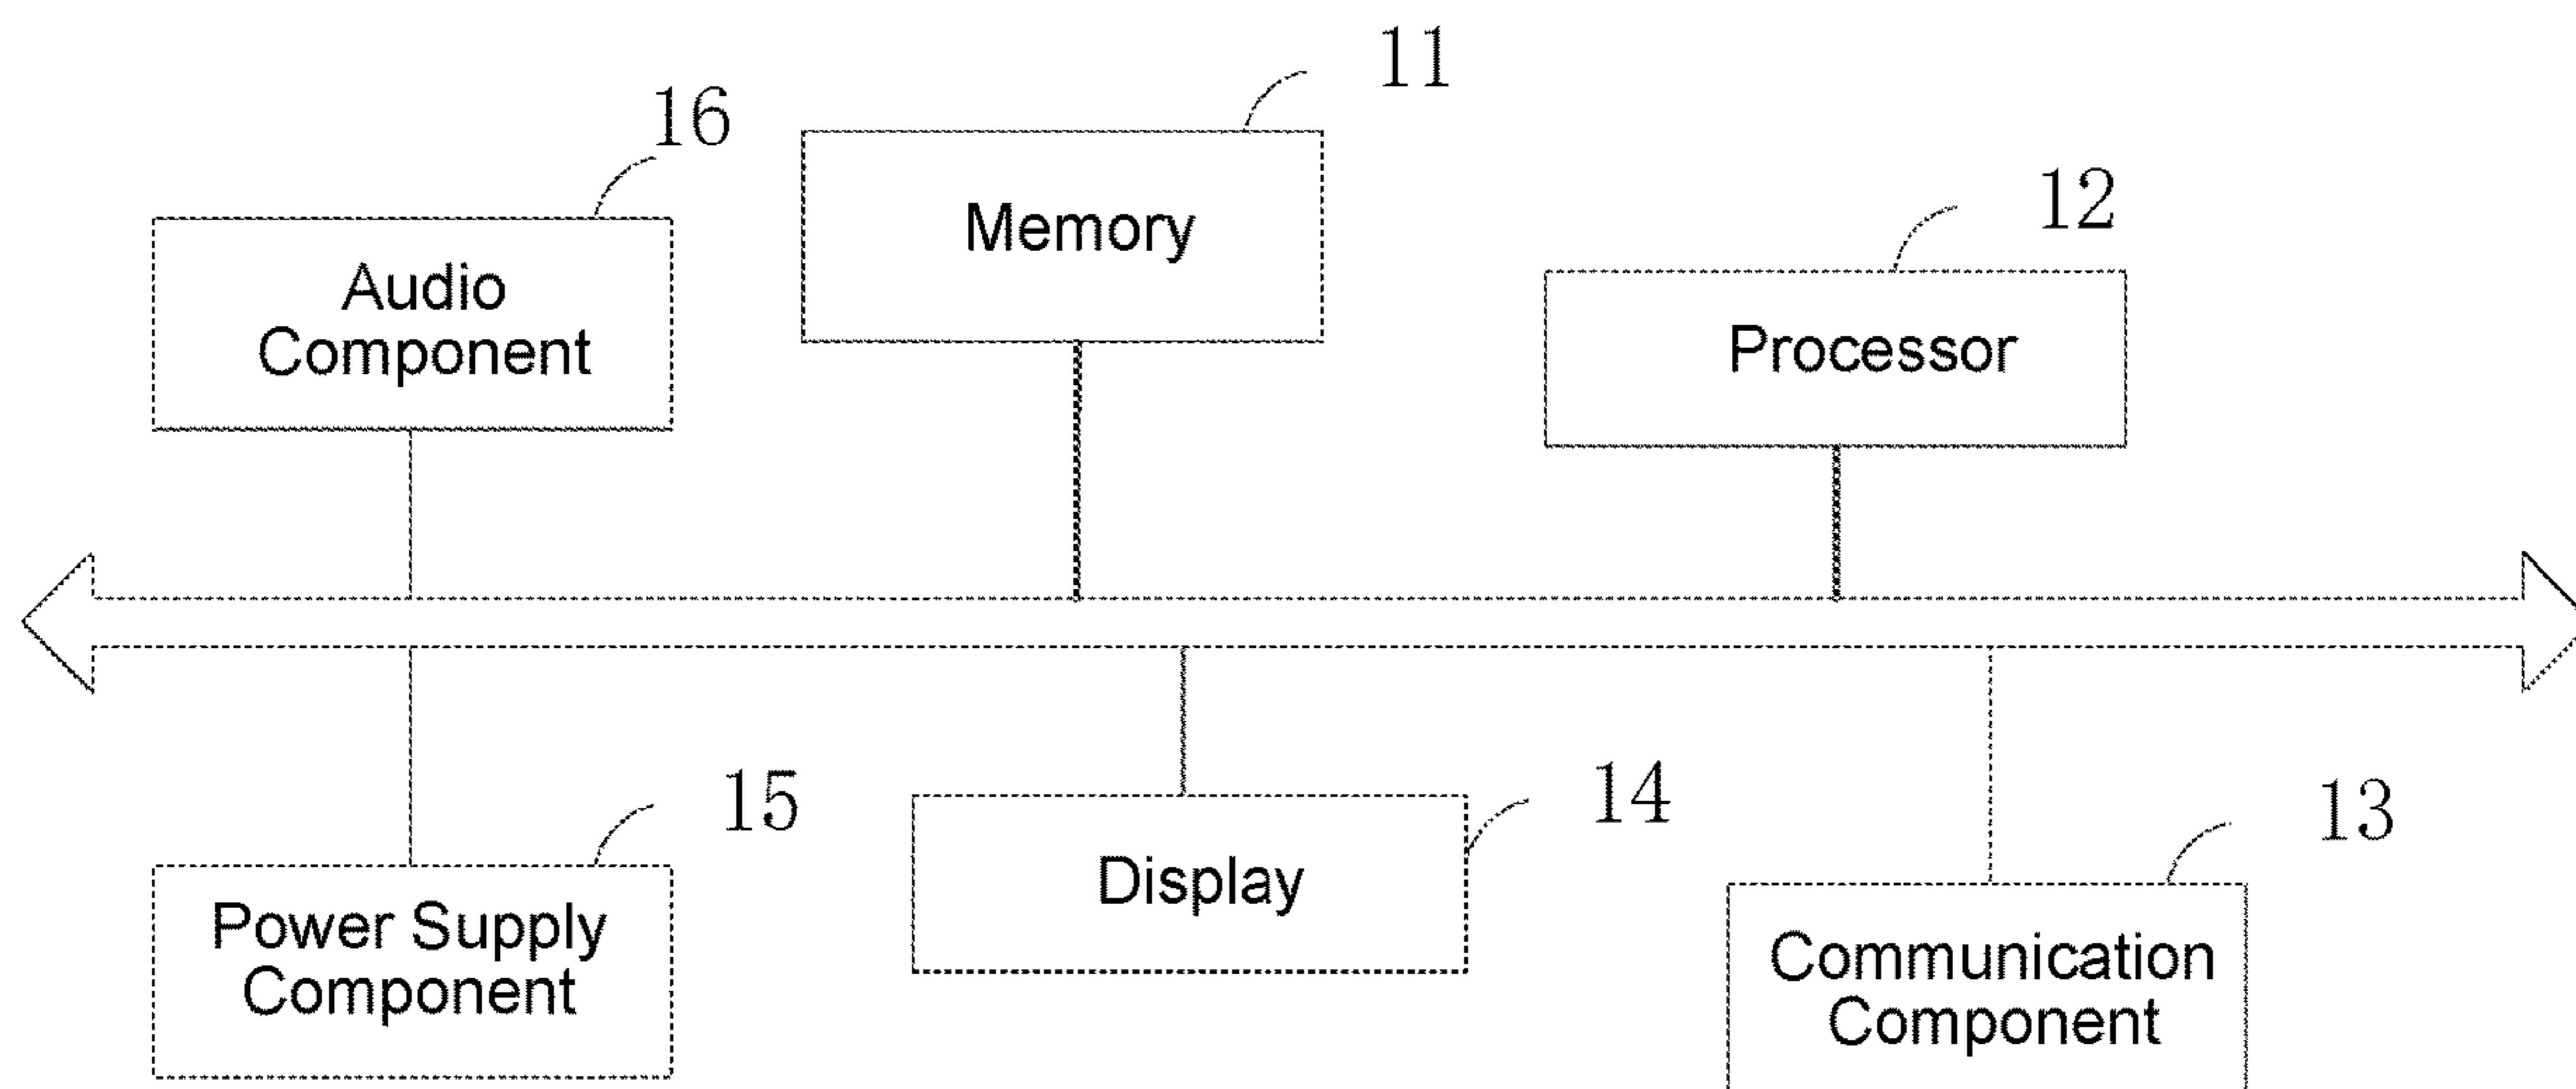 11
16
Memory
12
Audio
Component
Processor
15
14
13
Display
Power Supply
Component
Communication
Component